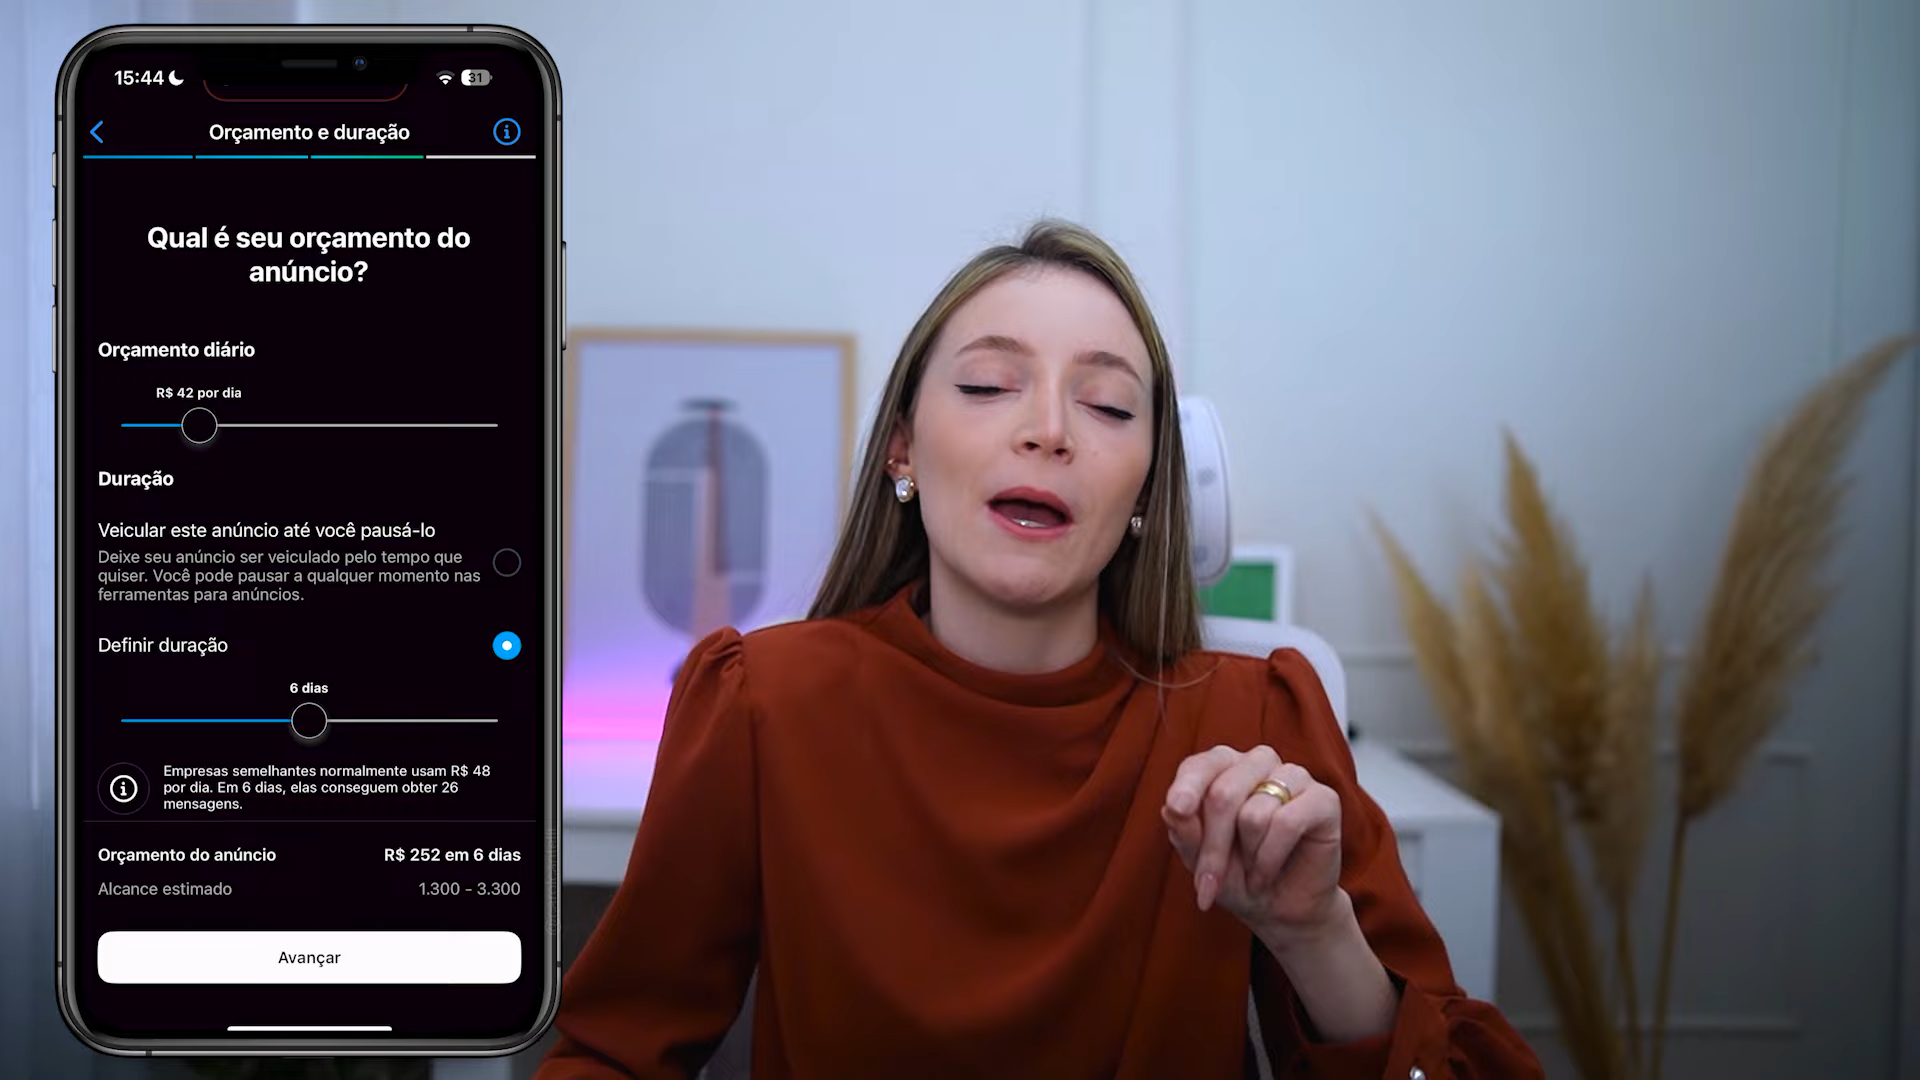 15:44
31
Orçamento e duração
Qual é seu orçamento do
anúncio?
Orçamento diário
R$ 42 por dia
Duração
Veicular este anúncio até você pausá-lo
Deixe seu anúncio ser veiculado pelo tempo que
quiser. Você pode pausar a qualquer momento nas
ferramentas para anúncios.
Definir duração
6 dias
Empresas semelhantes normalmente usam R$ 48
por dia. Em 6 dias, elas conseguem obter 26
mensagens.
Orçamento do anúncio R$ 252 em 6 dias
Alcance estimado 1.300 - 3.300
Avançar